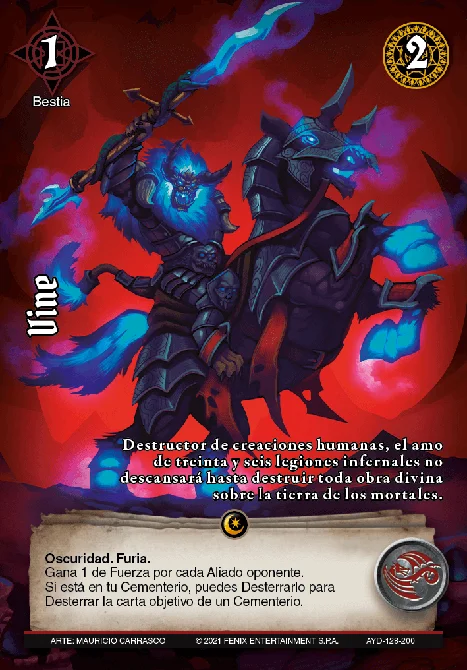 1
2
Bestia
Vine
Destructor de creaciones humanas, el amo
de treinta y seis legiones infernales no
descansará hasta destruir toda obra divina
sobre la tierra de los mortales.
Oscuridad. Furia.
Gana 1 de Fuerza por cada Aliado oponente.
Si está en tu Cementerio, puedes Desterrarlo para
Desterrar la carta objetivo de un Cementerio.
ARTE: MAURICIO CARRASCO © 2021 FENIX ENTERTAINMENT S.P.A. AYD-129-200